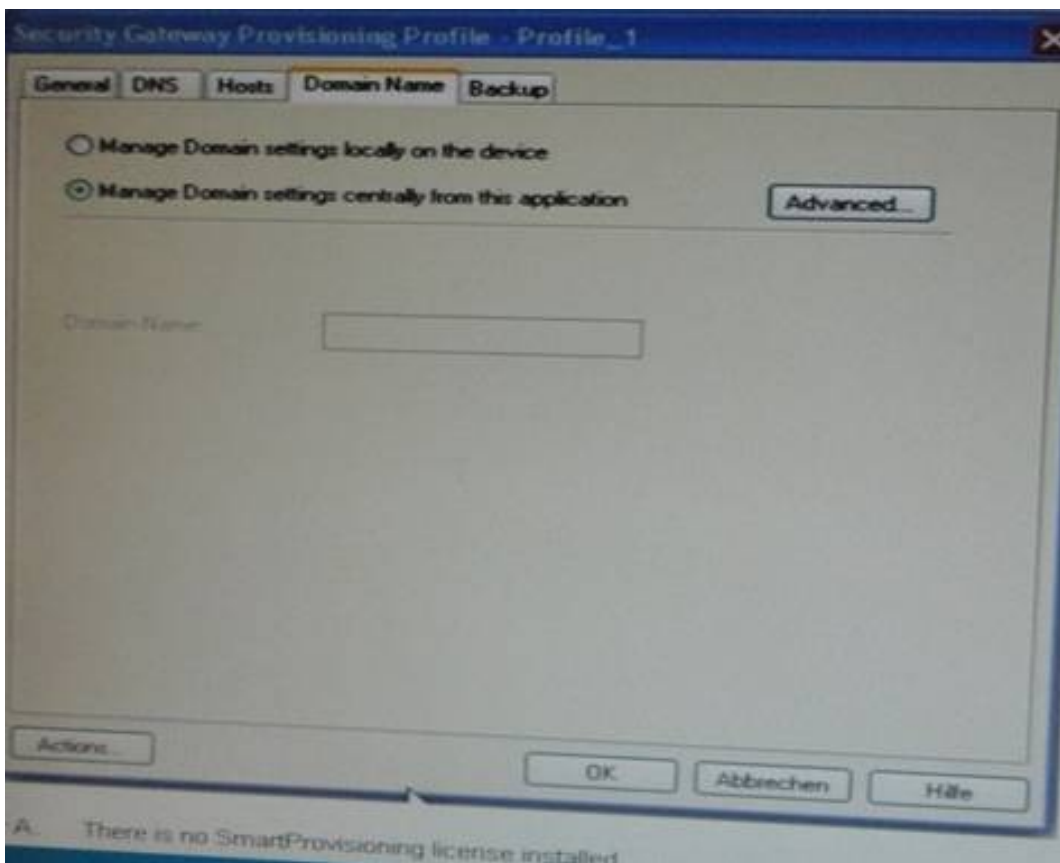 Security Gateway Provisioning Profile - Profile_1
General DNS Hosts Domain Name Backup
Manage Domain settings locally on the device
Manage Domain settings centrally from this application Advanced...
Domain Name:
Actions...
OK Abbrechen Hilfe
A. There is no SmartProvisioning license installed